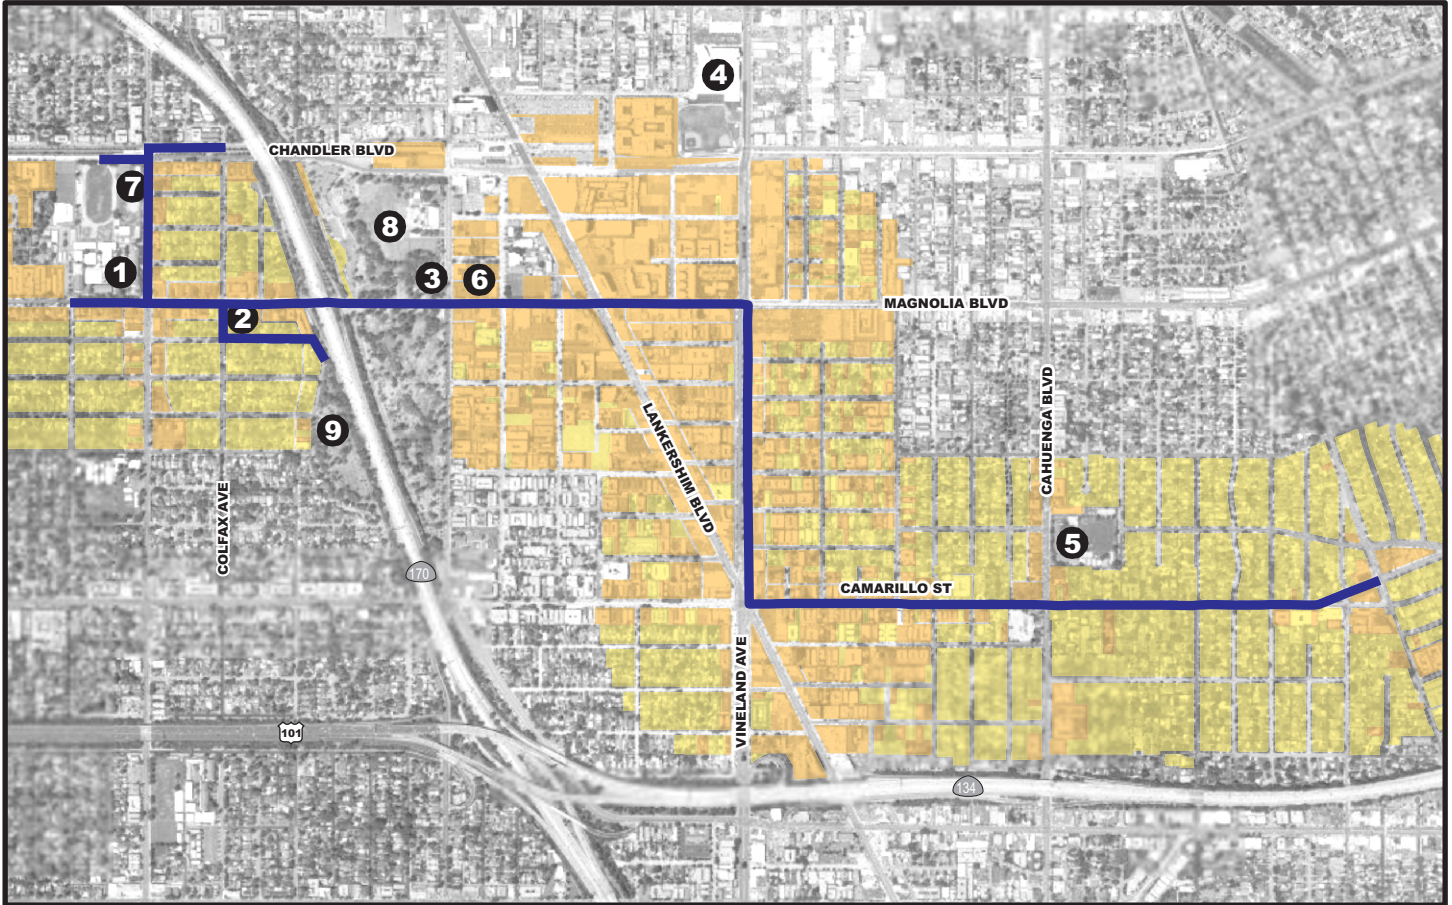 4
CHANDLER BLVD
7
8
1
3
6
MAGNOLIA BLVD
2
CAHUENGA BLVD
LANKERSHIM BLVD
9
COLFAX AVE
5
170
CAMARILLO ST
VINELAND AVE
101
134